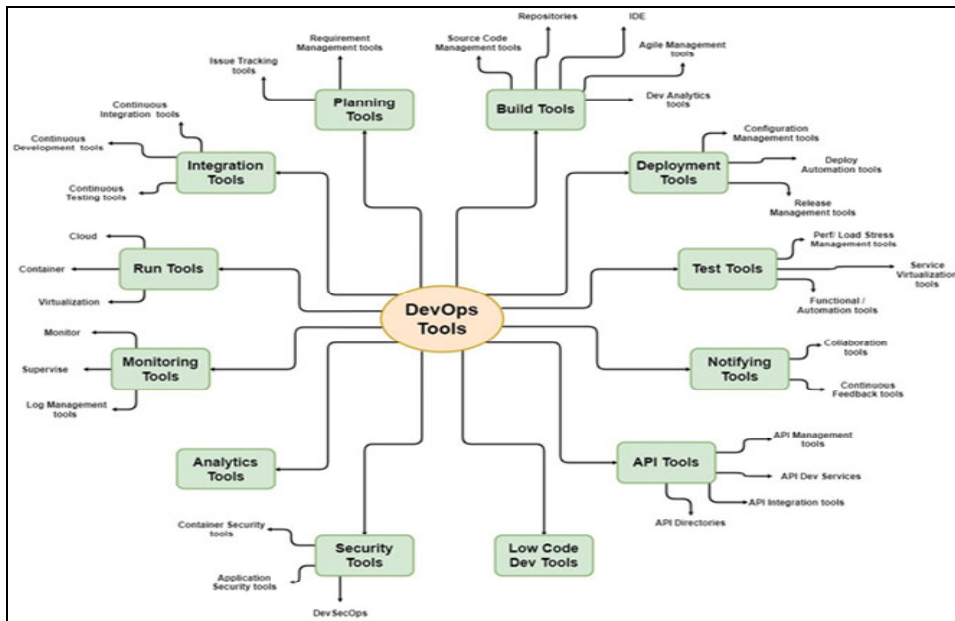 Repositories
IDE
Requirement
Management tools
Source Code
Management tools
Agile Management
tools
Issue Tracking
tools
Planning
Tools
Build Tools
Dev Analytics
tools
Continuous
Integration tools
Continuous
Development tools
Integration
Tools
Continuous
Testing tools
Configuration
Management tools
Deployment
Tools
Deploy
Automation tools
Release
Management tools
Cloud
Container
Run Tools
Virtualization
Perf/ Load Stress
Management tools
Test Tools
Service
Virtualization
tools
Functional /
Automation tools
DevOps
Tools
Monitor
Supervise
Monitoring
Tools
Log Management
tools
Notifying
Tools
Collaboration
tools
Continuous
Feedback tools
Analytics
Tools
API Tools
API Management
tools
API Dev Services
API Integration tools
API Directories
Container Security
tools
Security
Tools
Application
Security tools
DevSecOps
Low Code
Dev Tools